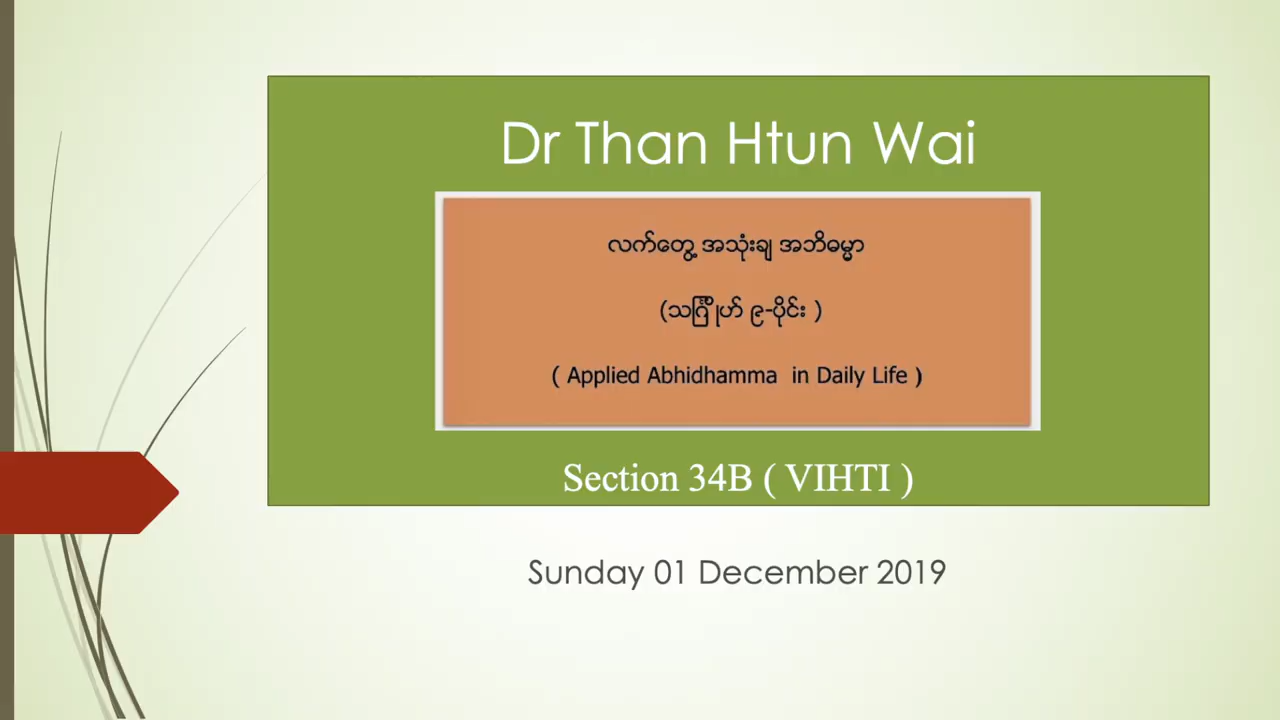 Dr Than Htun Wai
လက်တွေ့ အသုံးချ အဘိဓမ္မာ
(သင်္ဂြိုဟ် ၉-ပိုင်း )
( Applied Abhidhamma in Daily Life )
Section 34B ( VIHTI )
Sunday 01 December 2019